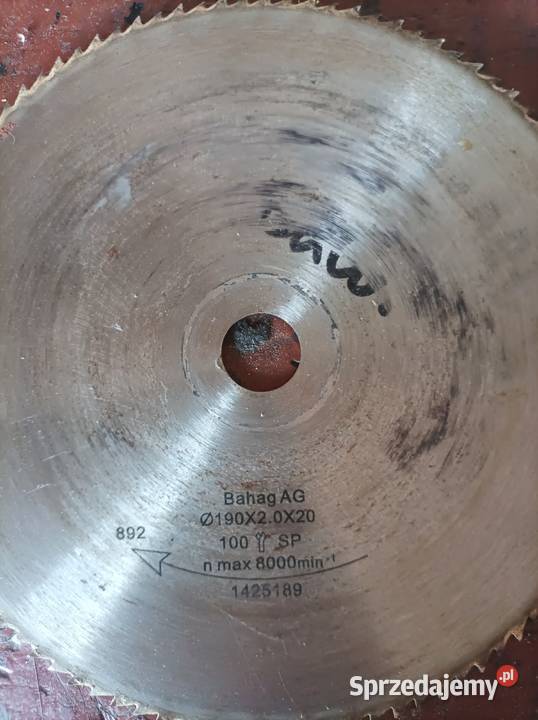 Bahag AG
Ø190X2.0X20
892
100 SP
n max 8000min⁻¹
1425189
Sprzedajemy.pl